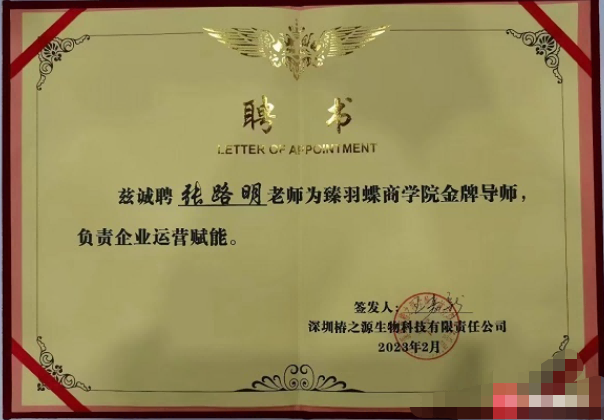 聘 书
LETTER OF APPOINTMENT
兹诚聘 张路明 老师为臻羽蝶商学院金牌导师，
负责企业运营赋能。
签发人：
深圳椿之源生物科技有限责任公司
2023年2月